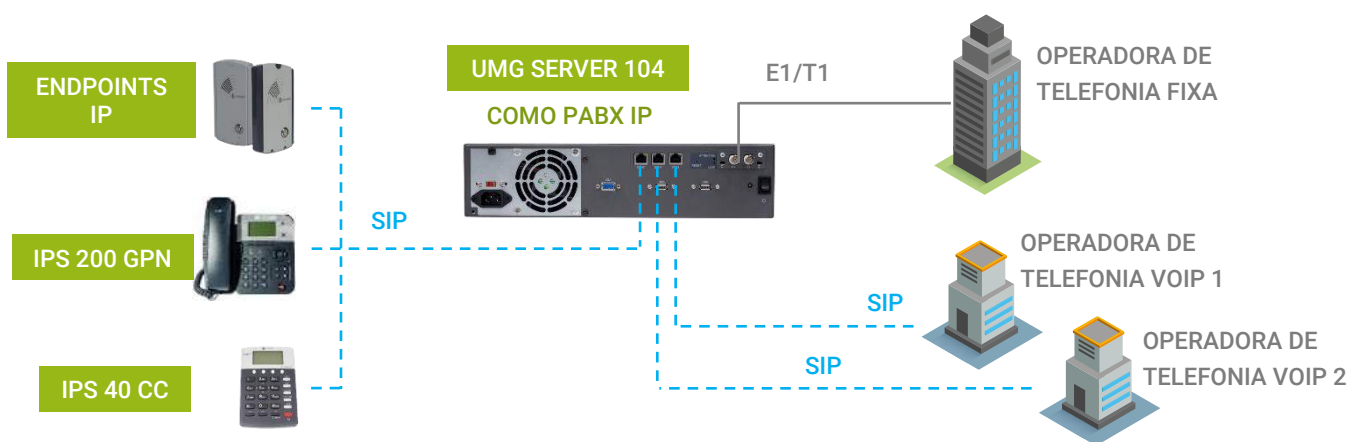 ENDPOINTS
IP
IPS 200 GPN
IPS 40 CC
SIP
UMG SERVER 104
COMO PABX IP
E1/T1
OPERADORA DE
TELEFONIA FIXA
SIP
OPERADORA DE
TELEFONIA VOIP 1
SIP
OPERADORA DE
TELEFONIA VOIP 2